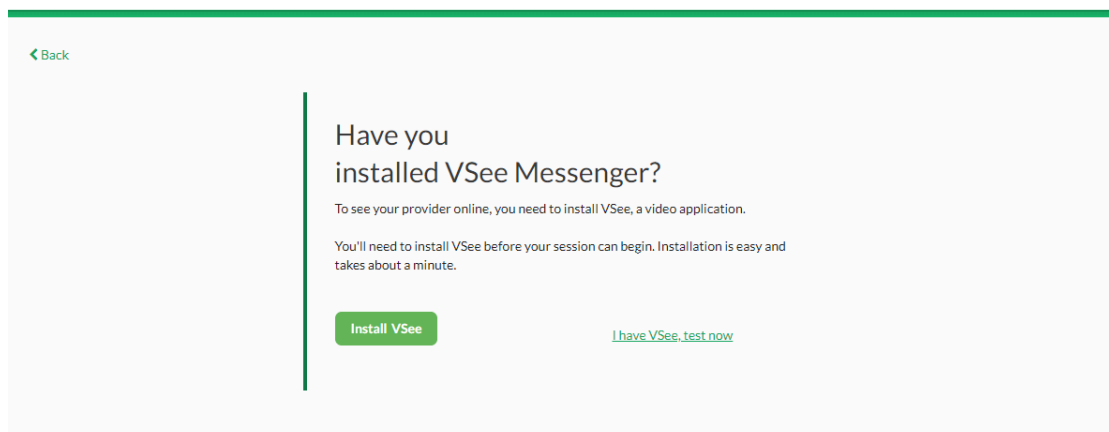 Back
Have you
installed VSee Messenger?
To see your provider online, you need to install VSee, a video application.
You'll need to install VSee before your session can begin. Installation is easy and
takes about a minute.
Install VSee
I have VSee, test now